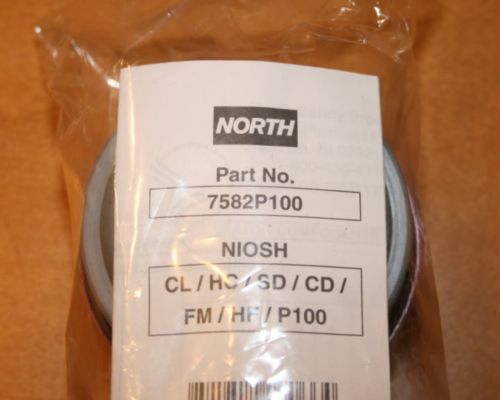 NORTH
Part No.
7582P100
NIOSH
CL / HC / SD / CD /
FM / HF / P100